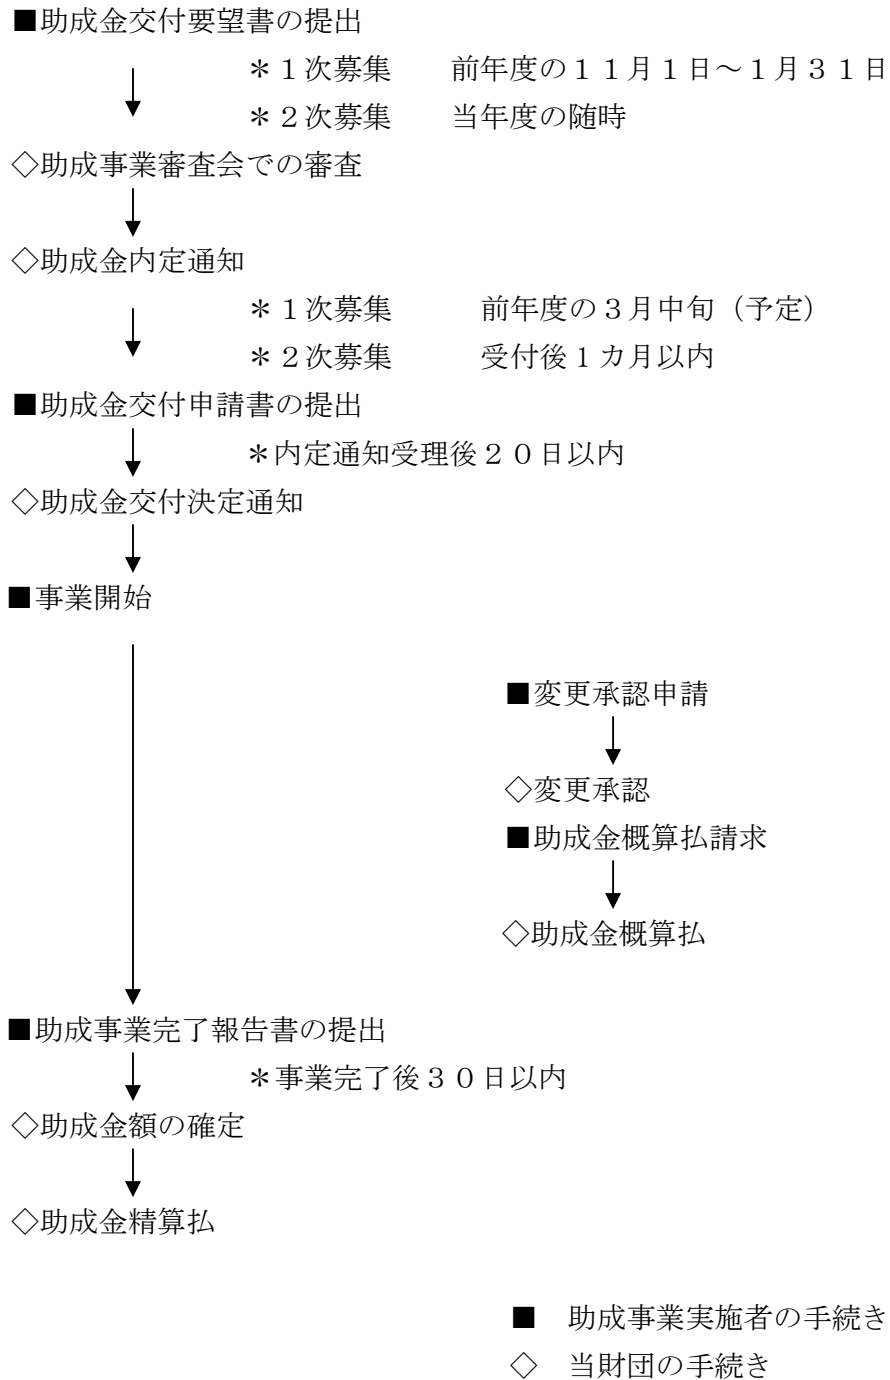 ■助成金交付要望書の提出
＊１次募集　　前年度の１１月１日～１月３１日
＊２次募集　　当年度の随時
◇助成事業審査会での審査
◇助成金内定通知
＊１次募集　　　前年度の３月中旬（予定）
＊２次募集　　　受付後１カ月以内
■助成金交付申請書の提出
＊内定通知受理後２０日以内
◇助成金交付決定通知
■事業開始
■変更承認申請
◇変更承認
■助成金概算払請求
◇助成金概算払
■助成事業完了報告書の提出
＊事業完了後３０日以内
◇助成金額の確定
◇助成金精算払
■　助成事業実施者の手続き
◇　当財団の手続き